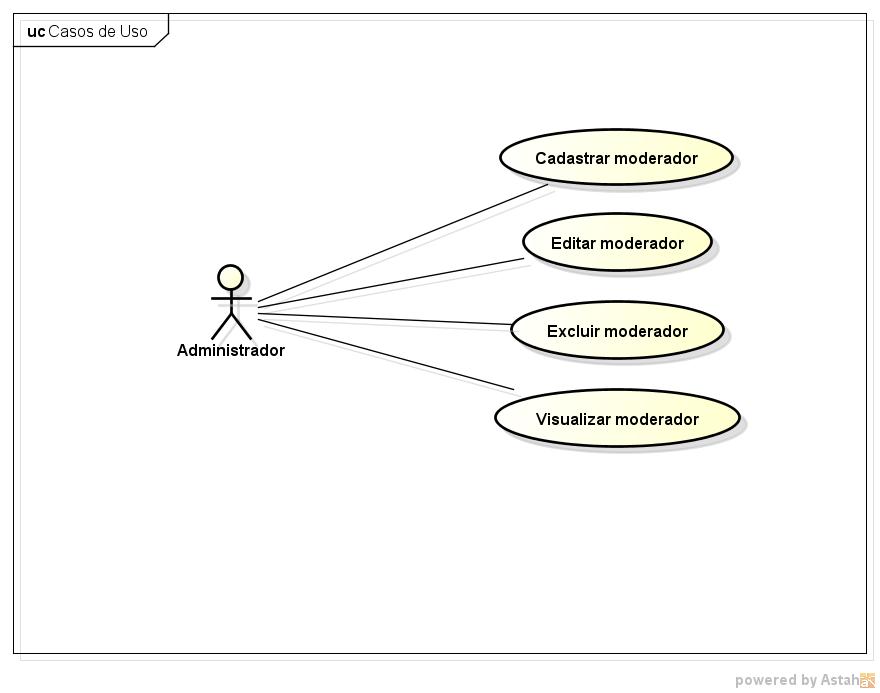 uc Casos de Uso
Cadastrar moderador
Editar moderador
Excluir moderador
Administrador
Visualizar moderador
powered by Astah